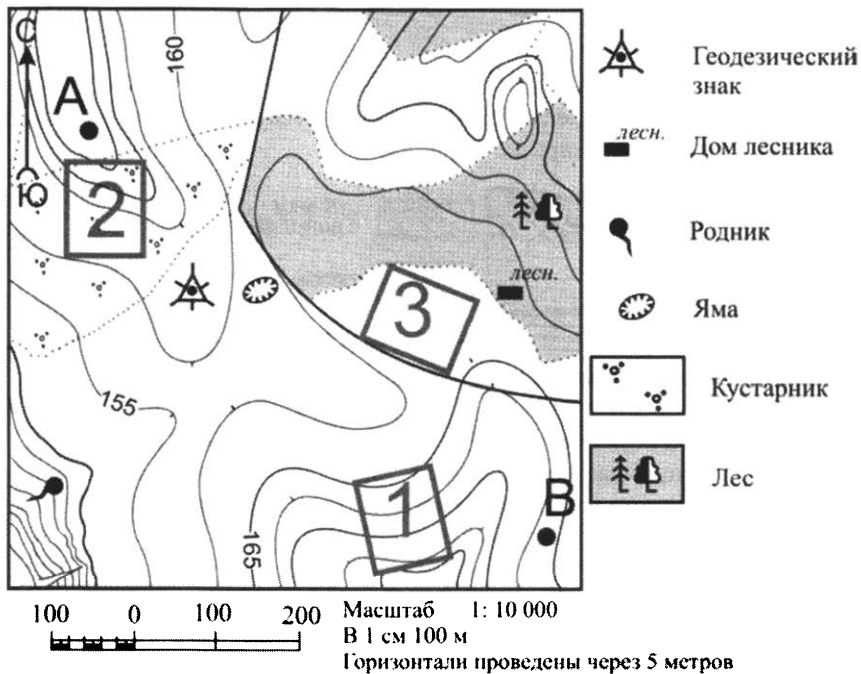 С
Ю
А
В
160
155
165
1
2
3
лесн.
Геодезический
знак
лесн.
Дом лесника
Родник
Яма
Кустарник
Лес
100 0 100 200
Масштаб 1: 10 000
В 1 см 100 м
Горизонтали проведены через 5 метров